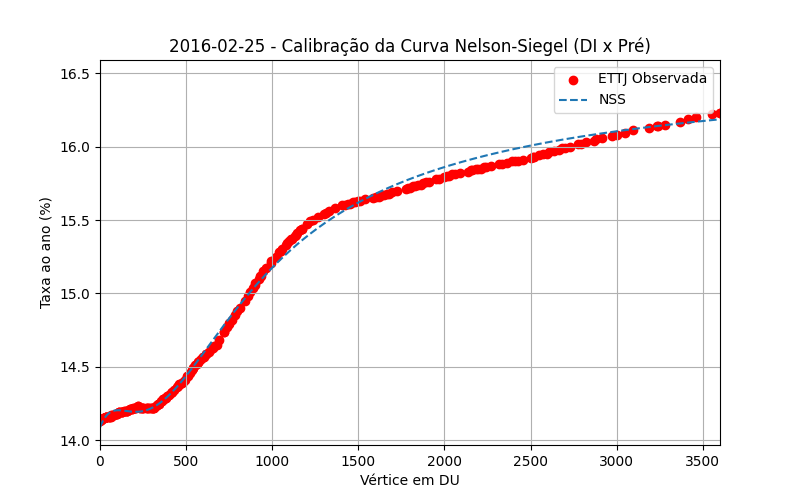 2016-02-25 - Calibração da Curva Nelson-Siegel (DI x Pré)
ETTJ Observada
NSS
Taxa ao ano (%)
16.5
16.0
15.5
15.0
14.5
14.0
0 500 1000 1500 2000 2500 3000 3500
Vértice em DU